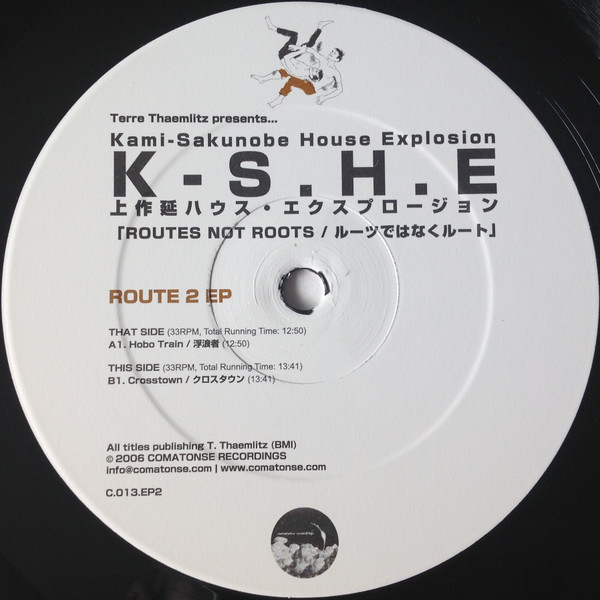 Terre Thaemlitz presents...
Kami-Sakunobe House Explosion
K-S.H.E
上作延ハウス・エクスプロージョン
「ROUTES NOT ROOTS / ルーツではなくルート」
ROUTE 2 EP
THAT SIDE (33RPM, Total Running Time: 12:50)
A1. Hobo Train / 浮浪者 (12:50)
THIS SIDE (33RPM, Total Running Time: 13:41)
B1. Crosstown / クロスタウン (13:41)
All titles publishing T. Thaemlitz (BMI)
© 2006 COMATONSE RECORDINGS
info@comatonse.com | www.comatonse.com
C.013.EP2